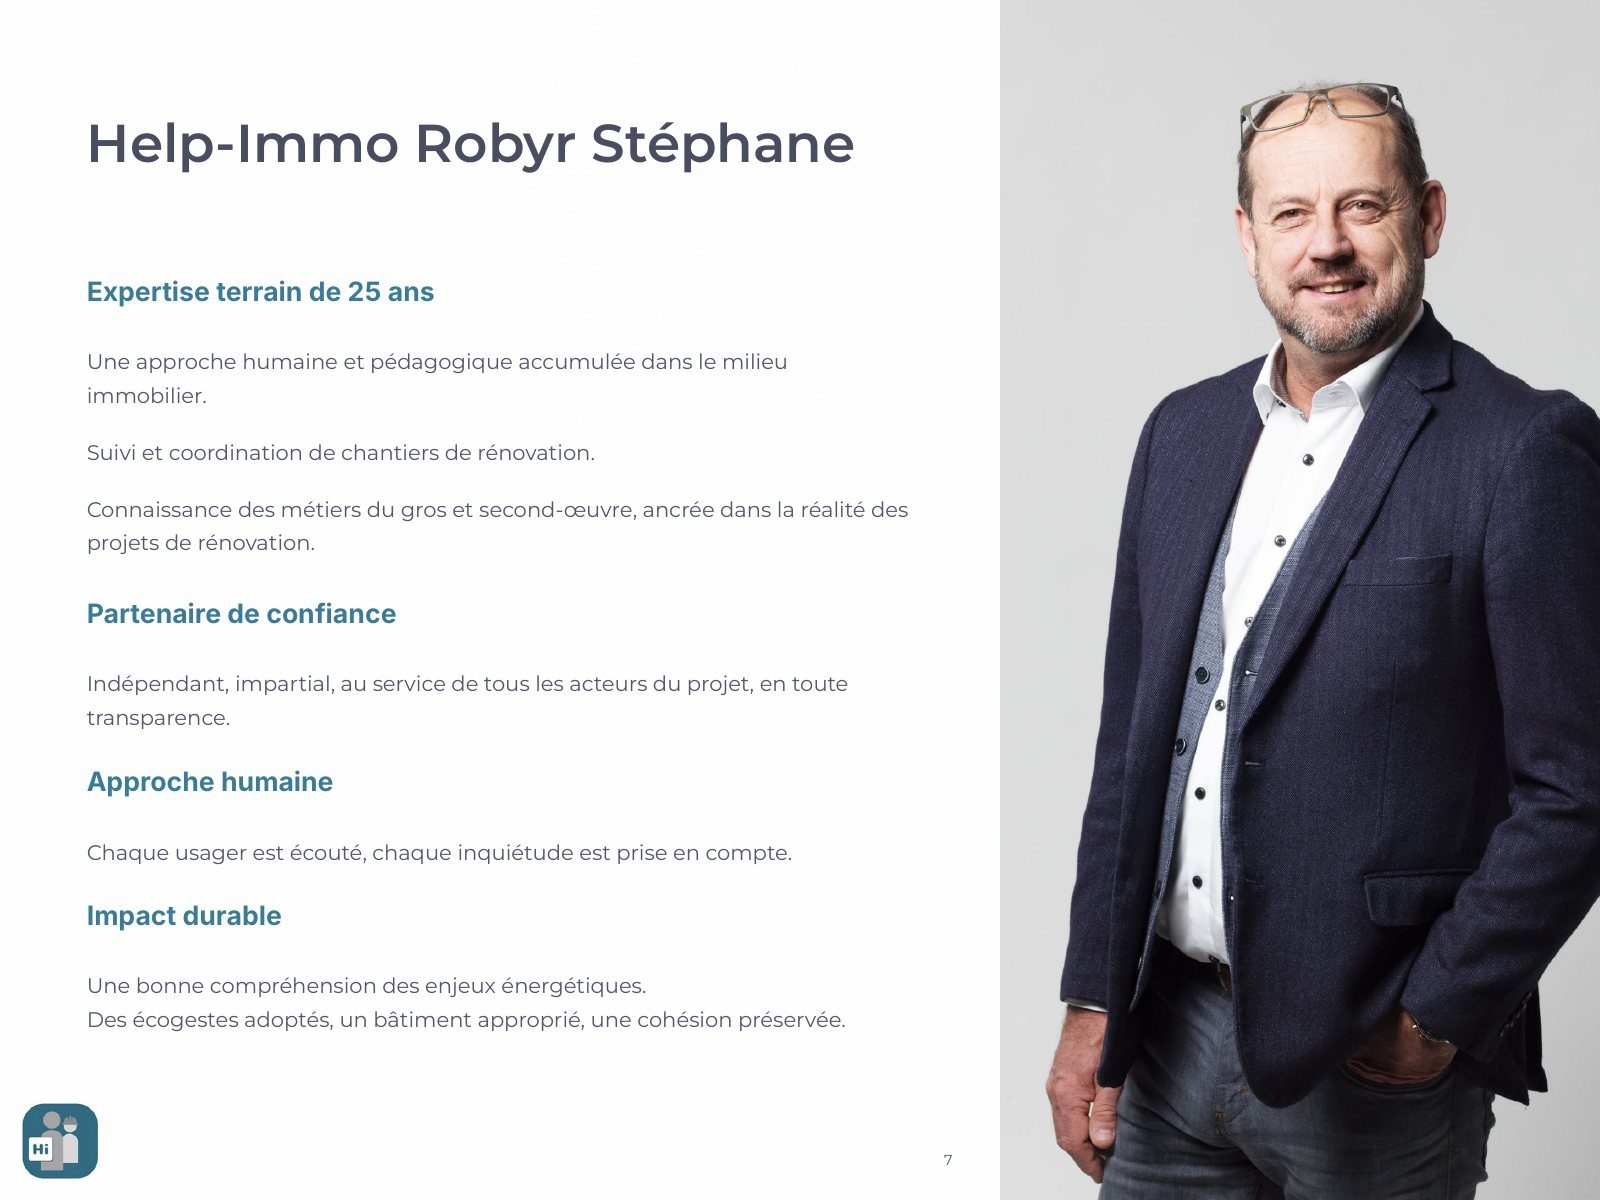 Help-Immo Robyr Stéphane
Expertise terrain de 25 ans
Une approche humaine et pédagogique accumulée dans le milieu
immobilier.
Suivi et coordination de chantiers de rénovation.
Connaissance des métiers du gros et second-œuvre, ancrée dans la réalité des
projets de rénovation.
Partenaire de confiance
Indépendant, impartial, au service de tous les acteurs du projet, en toute
transparence.
Approche humaine
Chaque usager est écouté, chaque inquiétude est prise en compte.
Impact durable
Une bonne compréhension des enjeux énergétiques.
Des écogestes adoptés, un bâtiment approprié, une cohésion préservée.
Hi
7